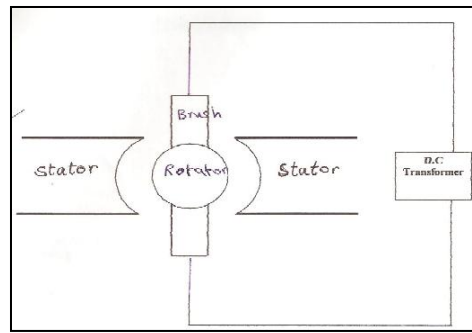 Brush
Stator
Rotator
Stator
D.C
Transformer